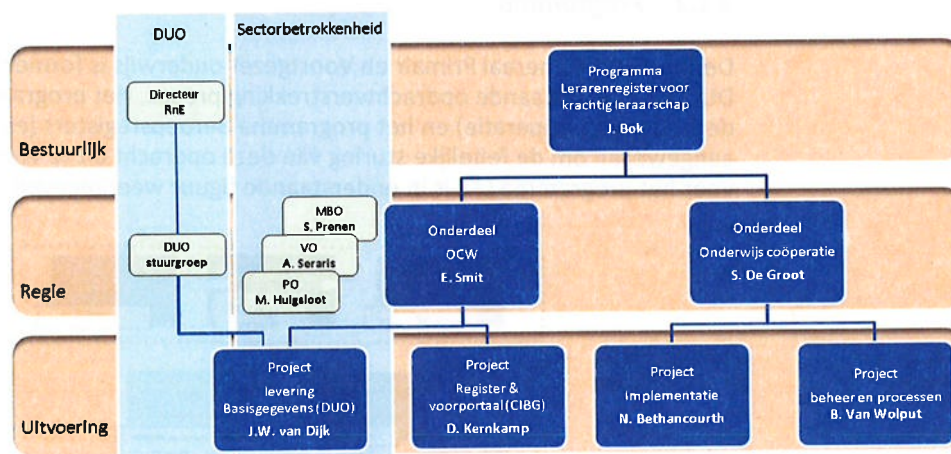 DUO
Sectorbetrokkenheid
Directeur
RnE
Programma
Lerarenregister voor
krachtig leraarschap
J. Bok
Bestuurlijk
MBO
S. Prenen
VO
A. Seraris
PO
M. Hulgsloot
DUO
stuurgroep
Onderdeel
OCW
E. Smit
Onderdeel
Onderwijs coöperatie
S. De Groot
Regie
Project
levering
Basisgegevens (DUO)
J.W. van Dijk
Project
Register &
voorportaal (CIBG)
D. Kernkamp
Project
Implementatie
N. Bethancourth
Project
beheer en processen
B. Van Wolput
Uitvoering